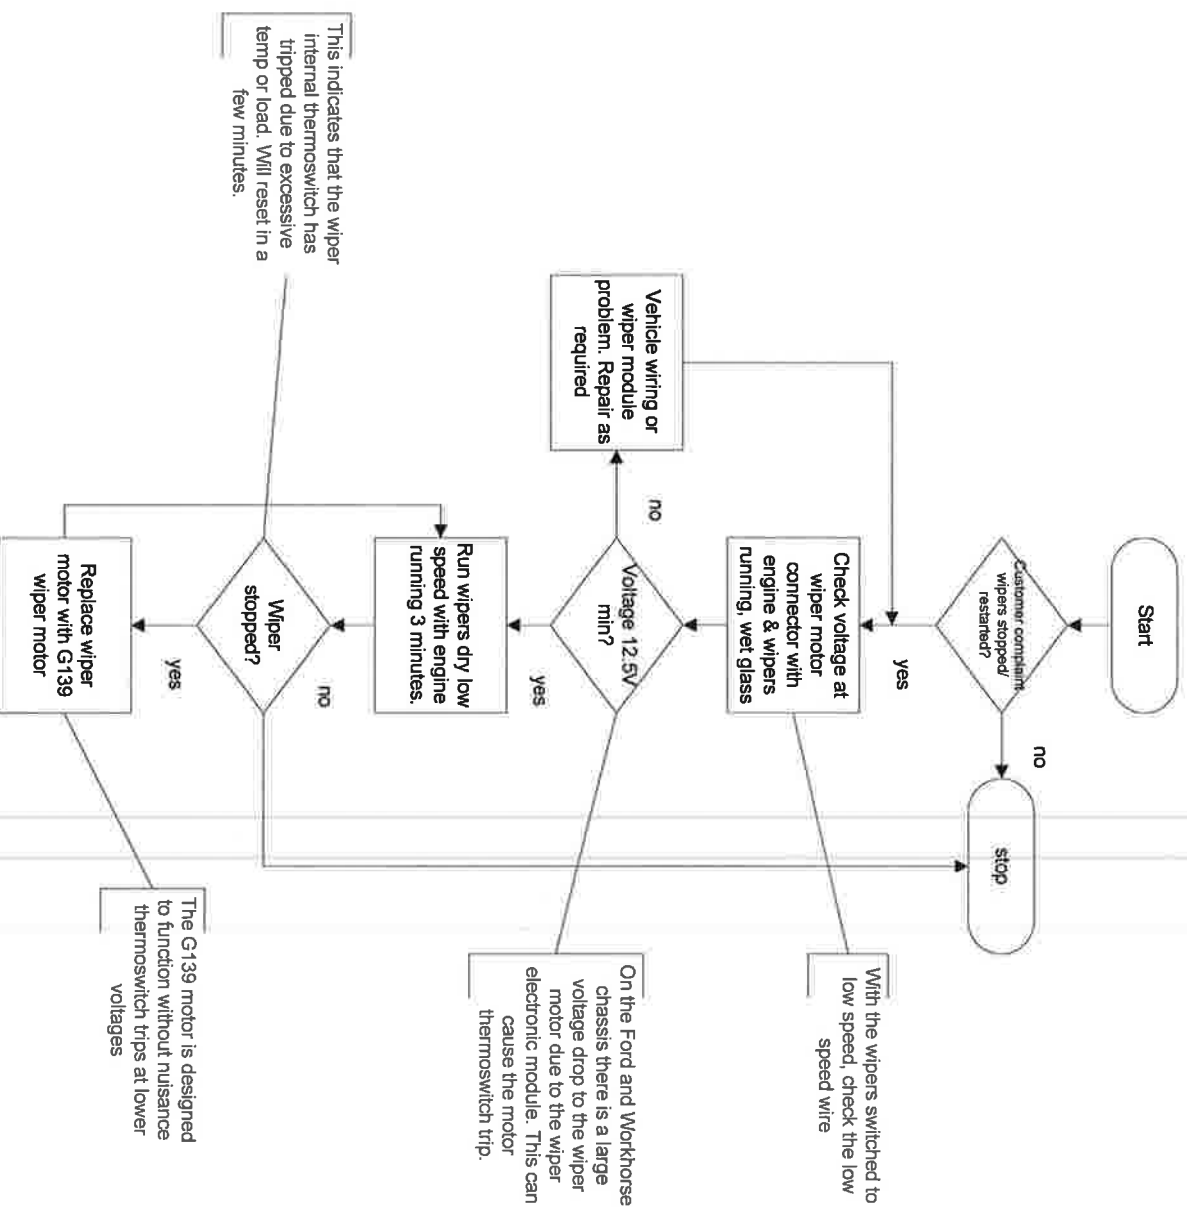 Start
Customer complaint
wipers stopped/
restarted?
no
stop
yes
Check voltage at
wiper motor
connector with
engine & wipers
running, wet glass
With the wipers switched to
low speed, check the low
speed wire
Voltage 12.5V
min?
no
Vehicle wiring or
wiper module
problem. Repair as
required
On the Ford and Workhorse
chassis there is a large
voltage drop to the wiper
motor due to the wiper
electronic module. This can
cause the motor
thermoswitch trip.
yes
Run wipers dry low
speed with engine
running 3 minutes.
Wiper
stopped?
no
This indicates that the wiper
internal thermoswitch has
tripped due to excessive
temp or load. Will reset in a
few minutes.
yes
Replace wiper
motor with G139
wiper motor
The G139 motor is designed
to function without nuisance
thermoswitch trips at lower
voltages